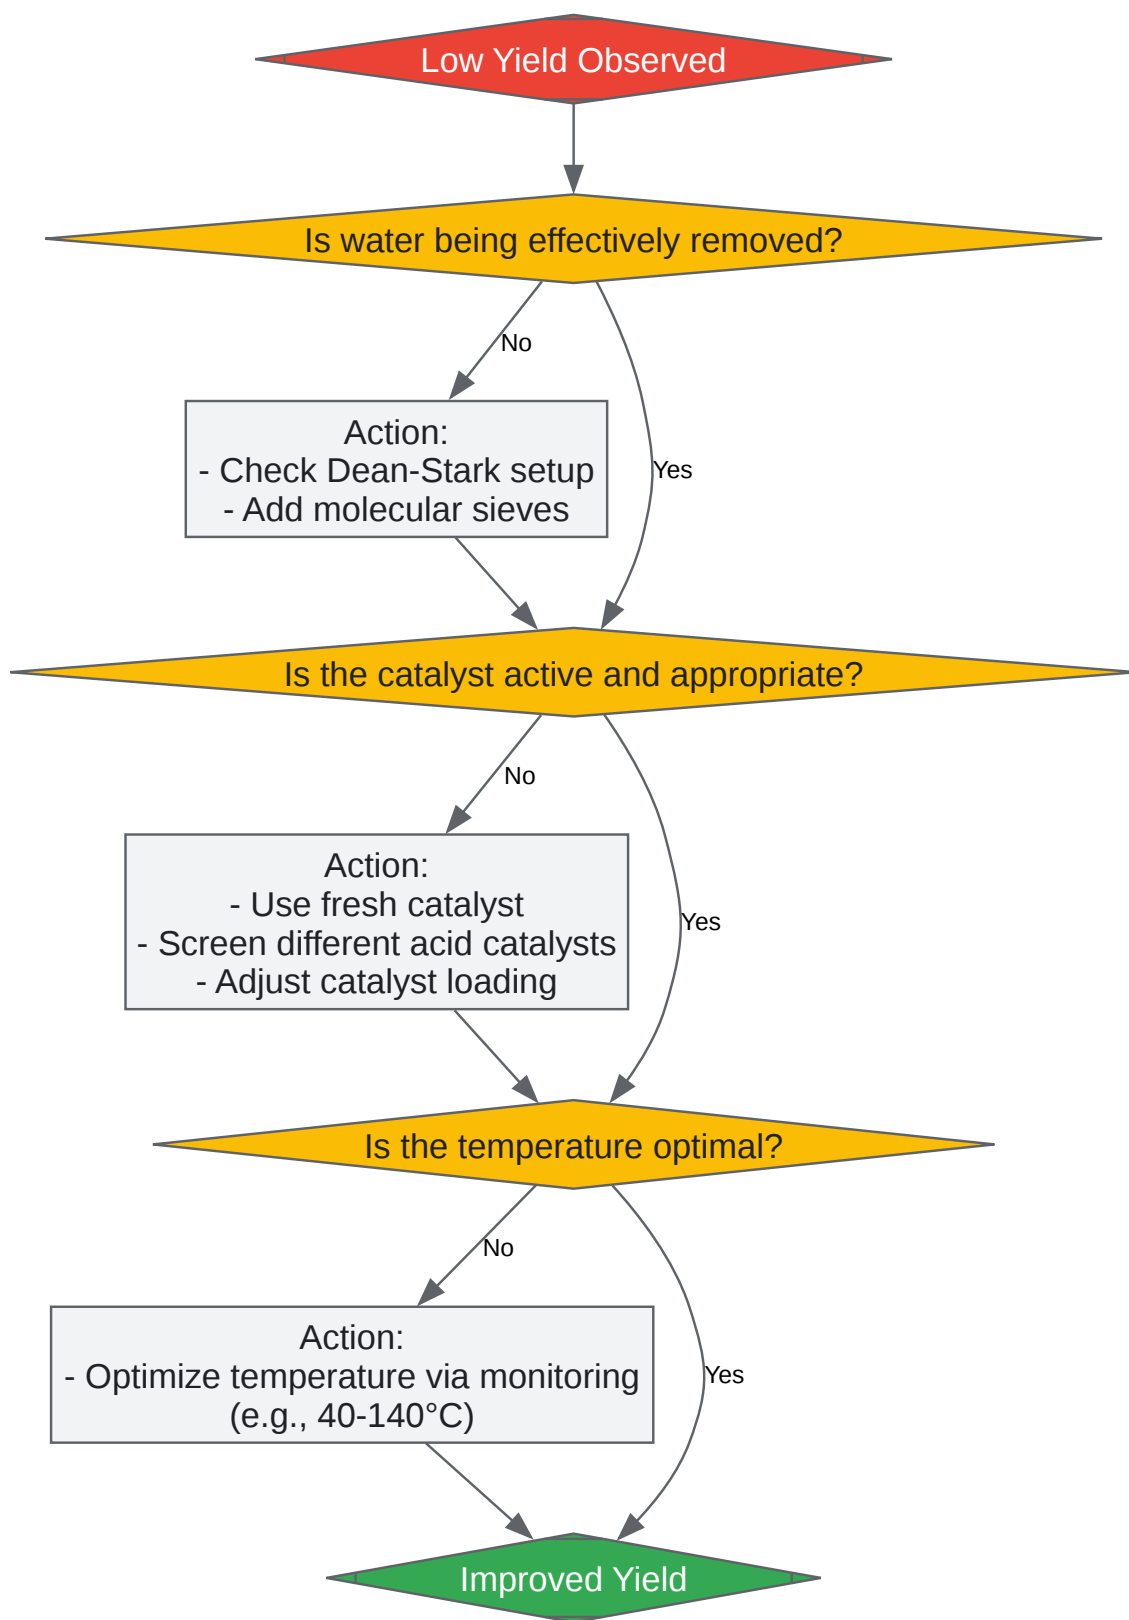 Low Yield Observed
Is water being effectively removed?
No
Action:
- Check Dean-Stark setup
- Add molecular sieves
Yes
Is the catalyst active and appropriate?
No
Action:
- Use fresh catalyst
- Screen different acid catalysts
- Adjust catalyst loading
Yes
Is the temperature optimal?
No
Action:
- Optimize temperature via monitoring
(e.g., 40-140°C)
Yes
Improved Yield